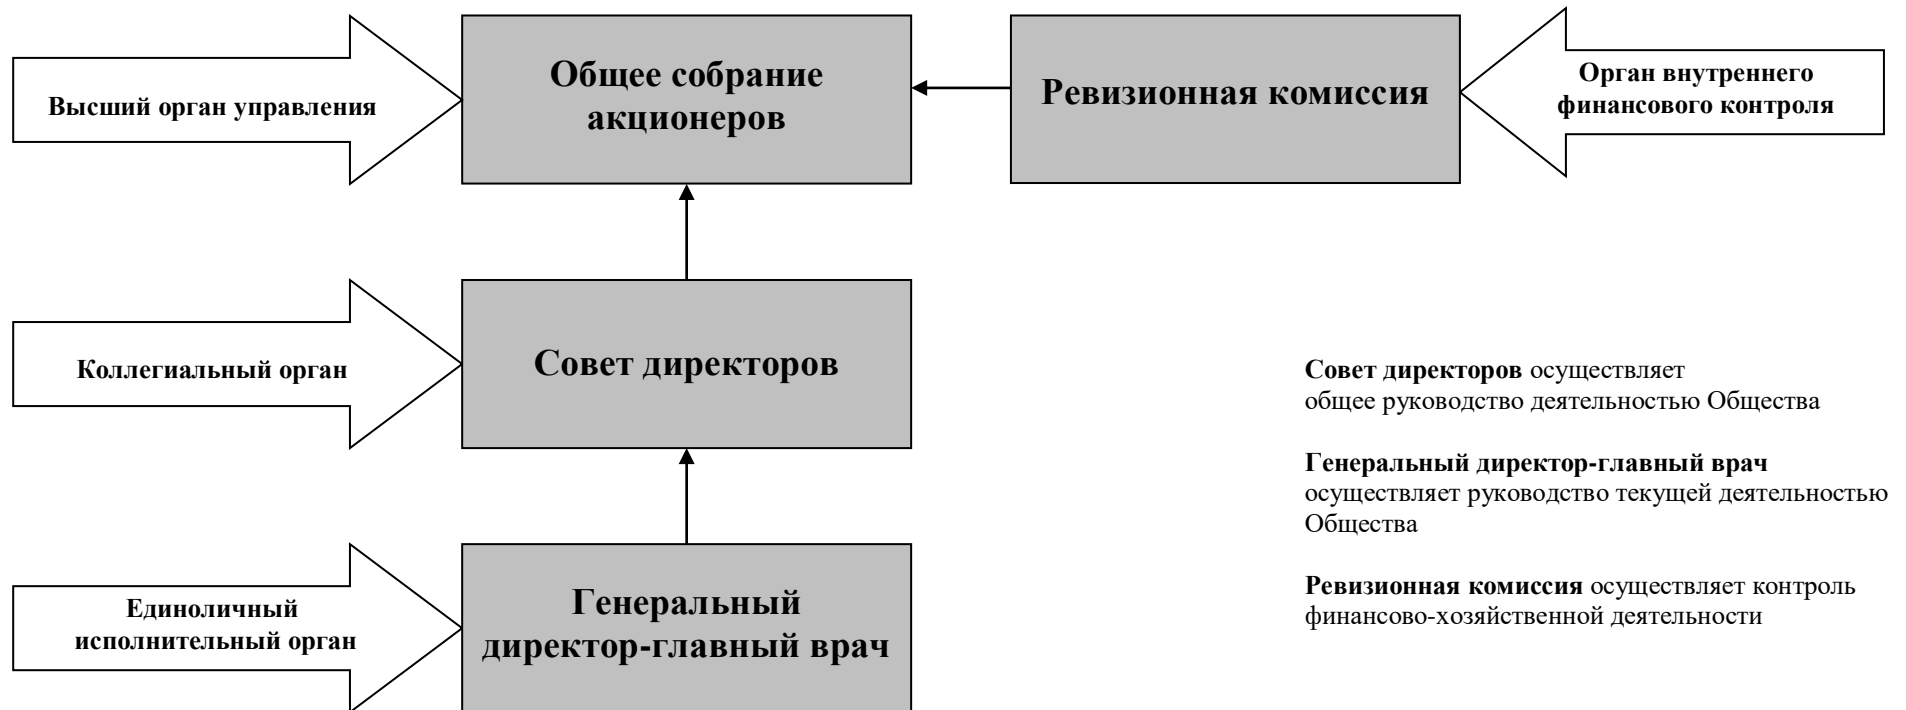 Высший орган управления
Общее собрание
акционеров
Ревизионная комиссия
Орган внутреннего
финансового контроля
Коллегиальный орган
Совет директоров
Совет директоров осуществляет
общее руководство деятельностью Общества
Генеральный директор-главный врач
осуществляет руководство текущей деятельностью
Общества
Ревизионная комиссия осуществляет контроль
финансово-хозяйственной деятельности
Единоличный
исполнительный орган
Генеральный
директор-главный врач